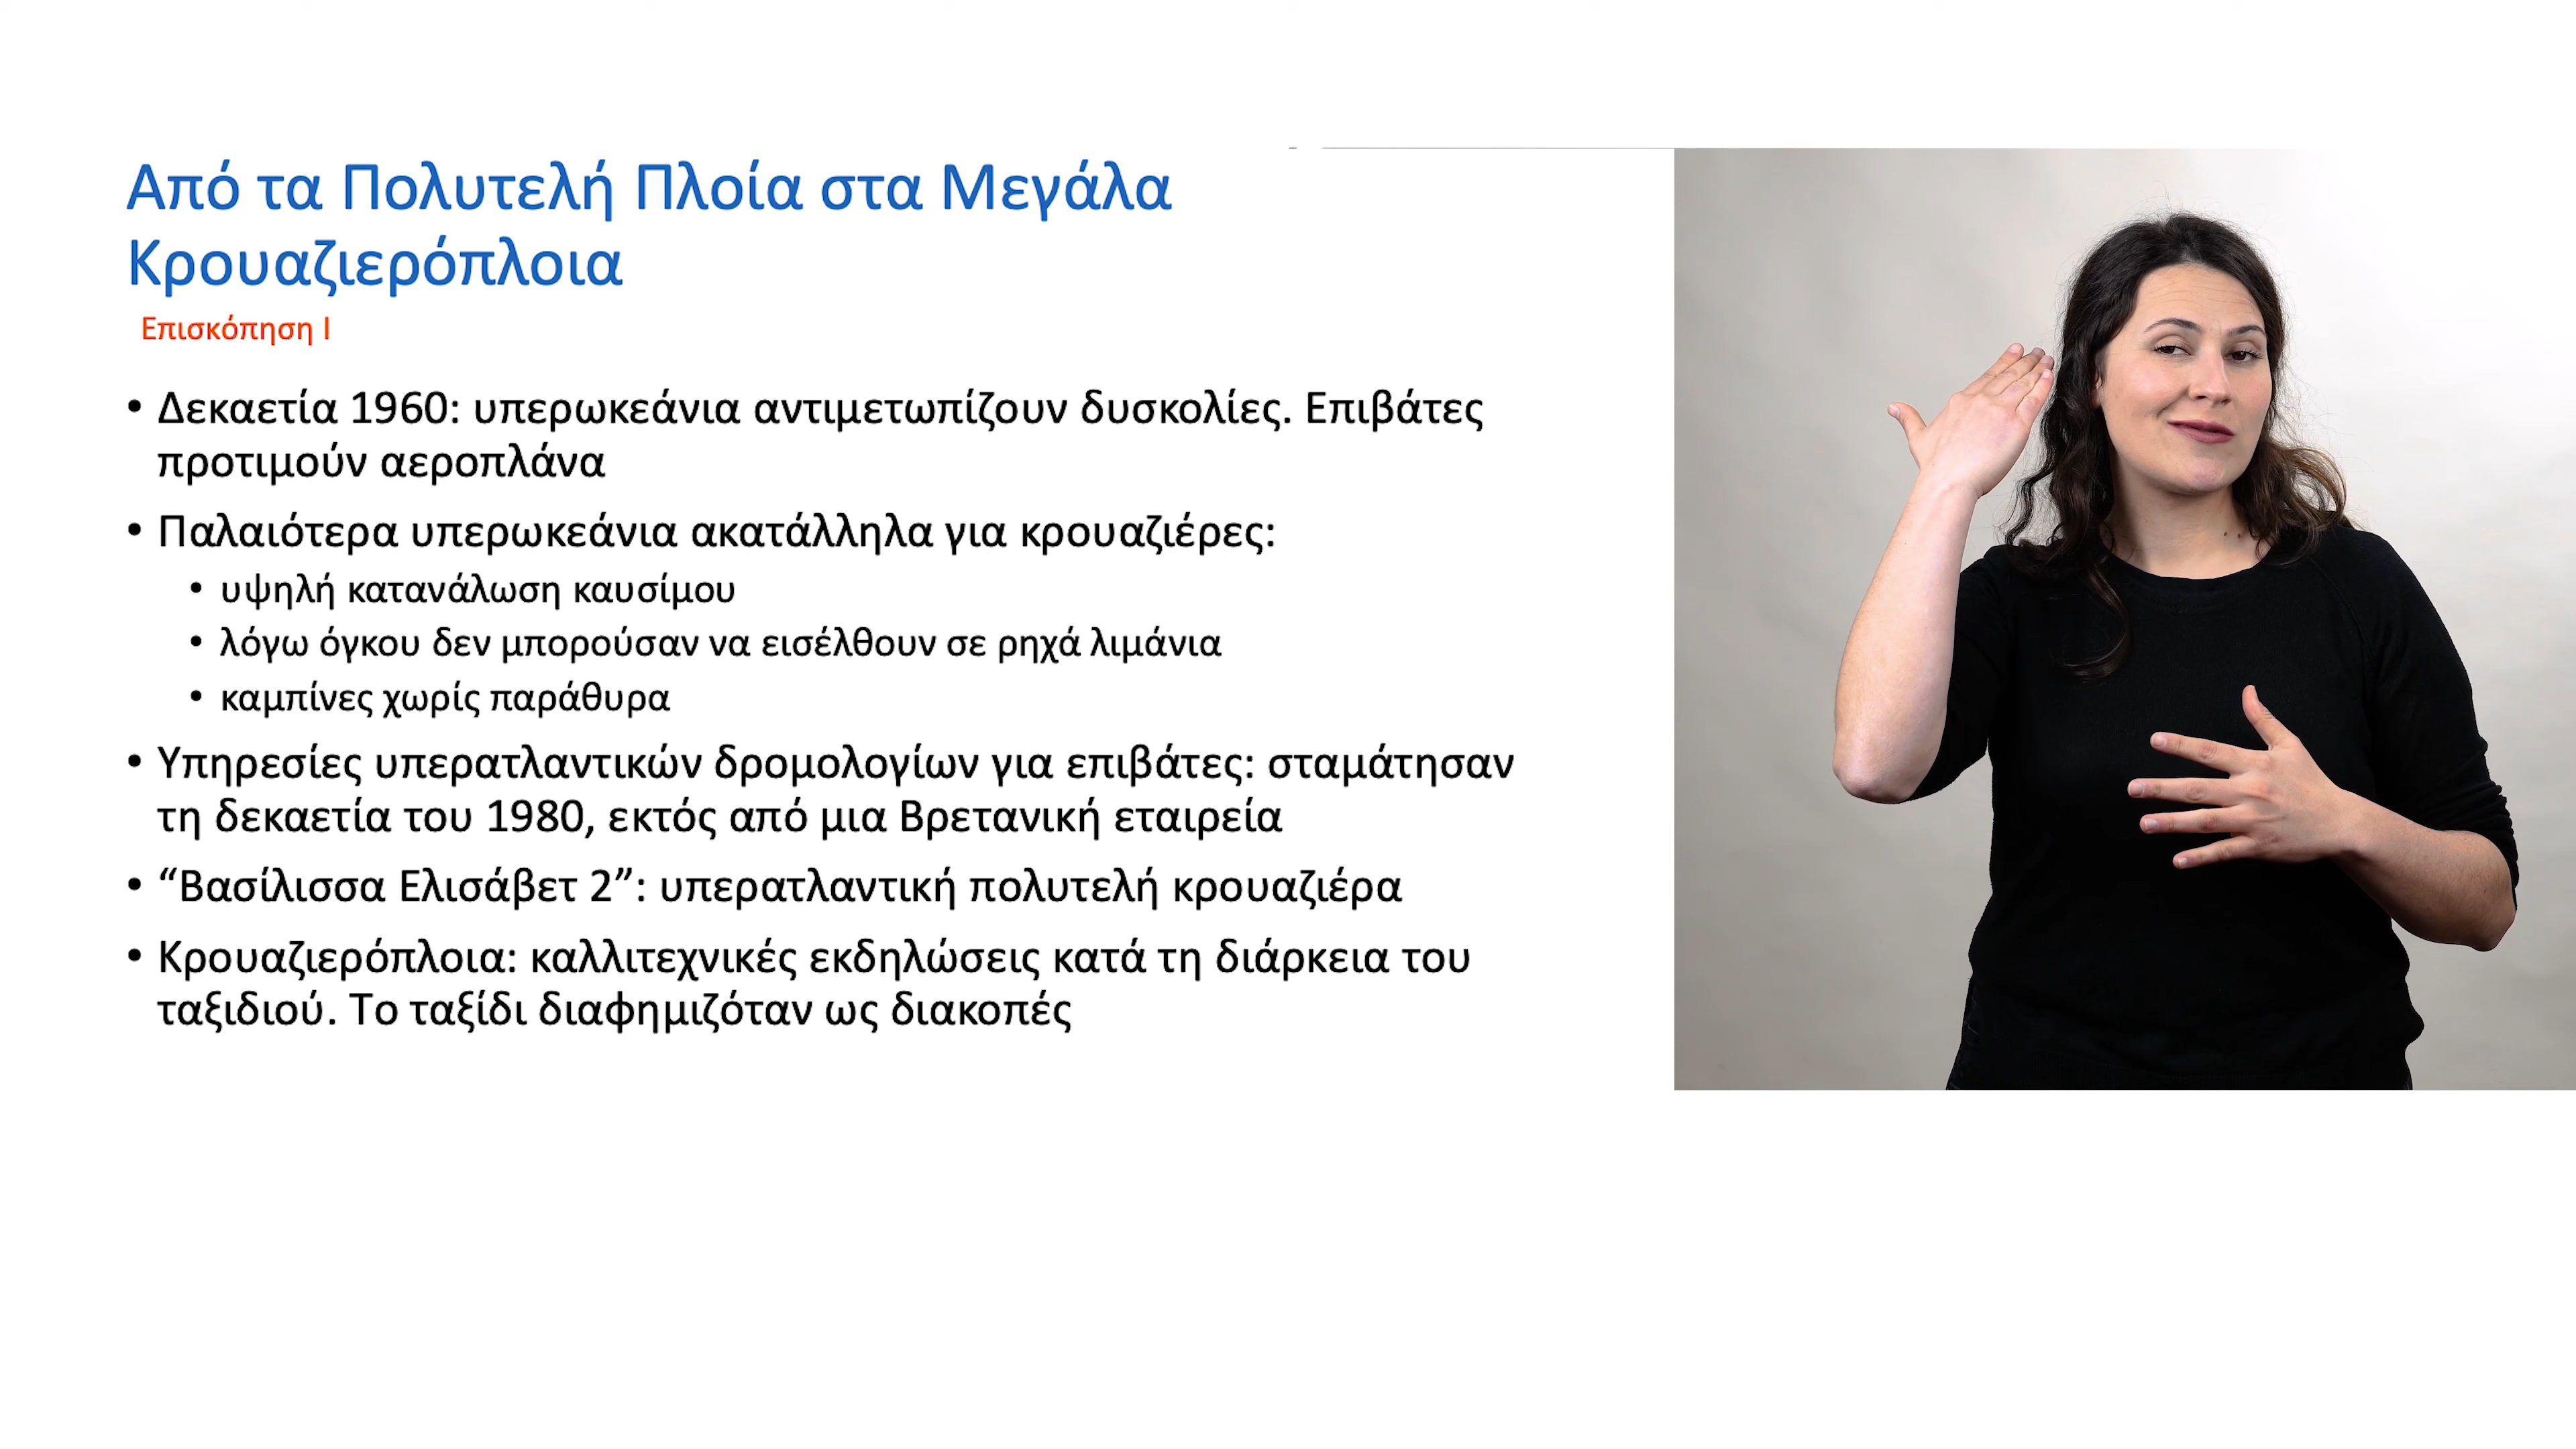 Από τα Πολυτελή Πλοία στα Μεγάλα
Κρουαζιερόπλοια
Επισκόπηση Ι
• Δεκαετία 1960: υπερωκεάνια αντιμετωπίζουν δυσκολίες. Επιβάτες
προτιμούν αεροπλάνα
• Παλαιότερα υπερωκεάνια ακατάλληλα για κρουαζιέρες:
• υψηλή κατανάλωση καυσίμου
• λόγω όγκου δεν μπορούσαν να εισέλθουν σε ρηχά λιμάνια
• καμπίνες χωρίς παράθυρα
• Υπηρεσίες υπερατλαντικών δρομολογίων για επιβάτες: σταμάτησαν
τη δεκαετία του 1980, εκτός από μια Βρετανική εταιρεία
• “Βασίλισσα Ελισάβετ 2”: υπερατλαντική πολυτελή κρουαζιέρα
• Κρουαζιερόπλοια: καλλιτεχνικές εκδηλώσεις κατά τη διάρκεια του
ταξιδιού. Το ταξίδι διαφημιζόταν ως διακοπές